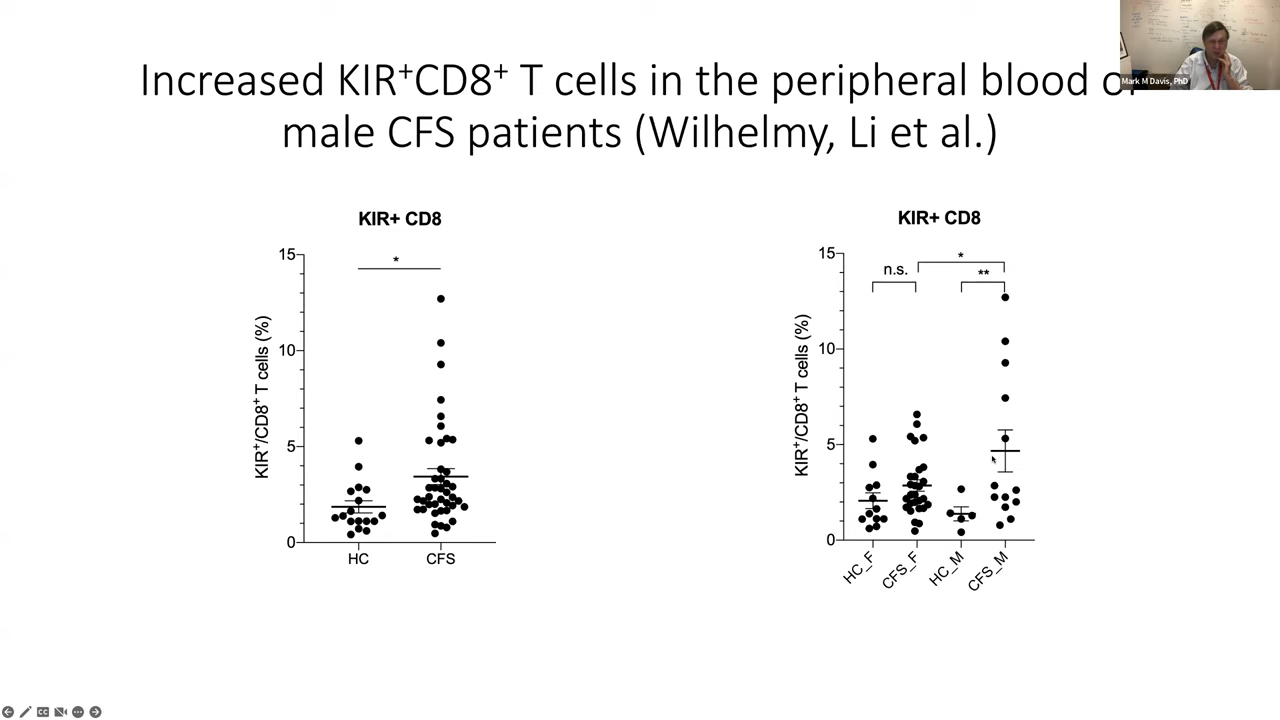 Increased KIR⁺CD8⁺ T cells in the peripheral blood
male CFS patients (Wilhelmy, Li et al.)
Mark M Davis, PhD
KIR+ CD8
KIR⁺/CD8⁺ T cells (%)
15
10
5
0
*
HC
CFS
KIR+ CD8
KIR⁺/CD8⁺ T cells (%)
15
10
5
0
n.s.
*
**
HC_F
CFS_F
HC_M
CFS_M
CC